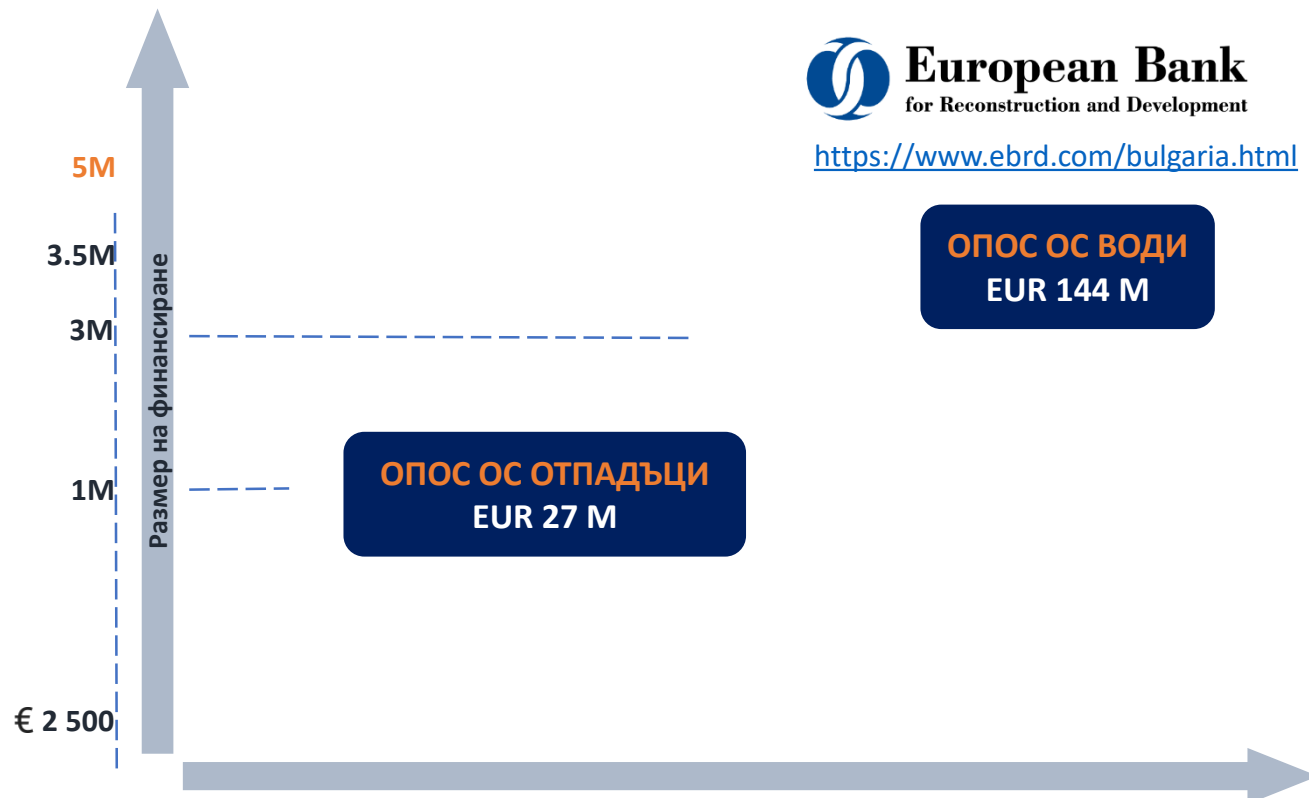 European Bank
for Reconstruction and Development
https://www.ebrd.com/bulgaria.html
5M
3.5M
3M
1M
€ 2 500
Размер на финансиране
ОПОС ОС ВОДИ
EUR 144 M
ОПОС ОС ОТПАДЪЦИ
EUR 27 M